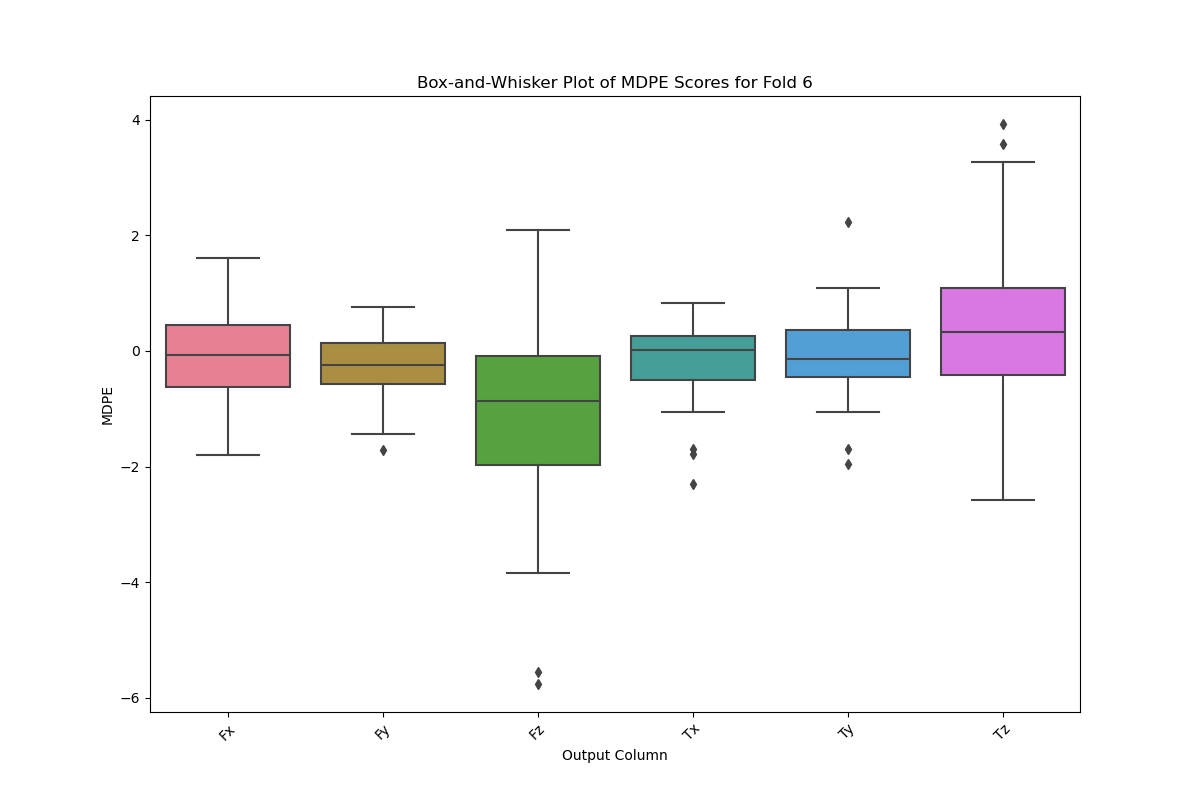 Box-and-Whisker Plot of MDPE Scores for Fold 6
4
2
0
−2
−4
−6
MDPE
Fx
Fy
Fz
Tx
Ty
Tz
Output Column